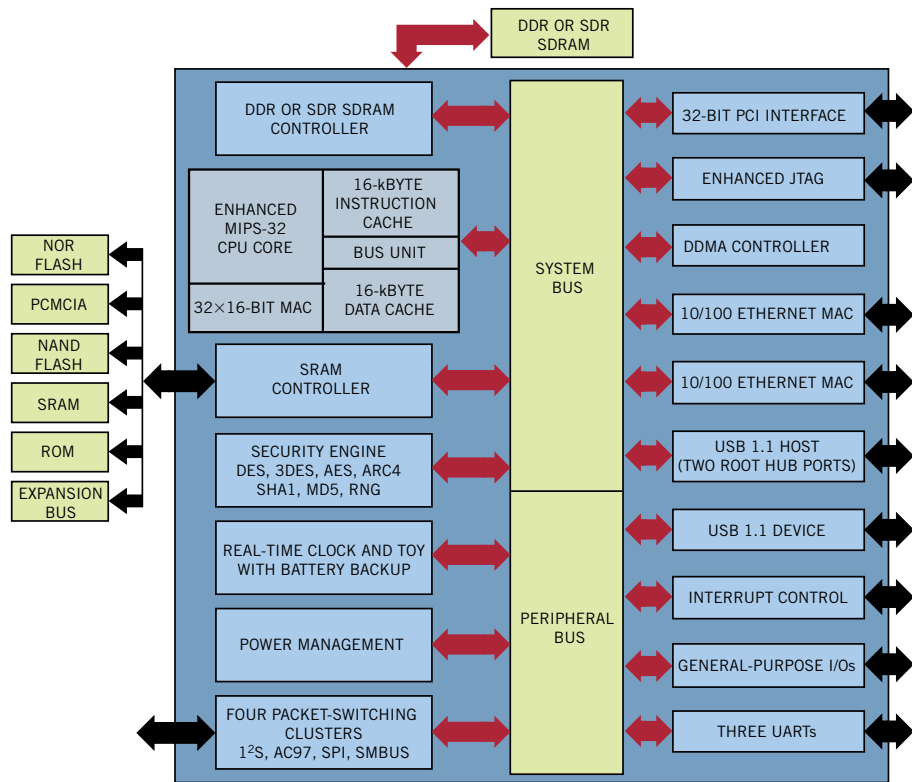 DDR OR SDR
SDRAM
DDR OR SDR SDRAM
CONTROLLER
ENHANCED
MIPS-32
CPU CORE
16-kBYTE
INSTRUCTION
CACHE
BUS UNIT
32×16-BIT MAC
16-kBYTE
DATA CACHE
NOR
FLASH
PCMCIA
NAND
FLASH
SRAM
ROM
EXPANSION
BUS
SRAM
CONTROLLER
SECURITY ENGINE
DES, 3DES, AES, ARC4
SHA1, MD5, RNG
REAL-TIME CLOCK AND TOY
WITH BATTERY BACKUP
POWER MANAGEMENT
FOUR PACKET-SWITCHING
CLUSTERS
1²S, AC97, SPI, SMBUS
SYSTEM
BUS
PERIPHERAL
BUS
32-BIT PCI INTERFACE
ENHANCED JTAG
DDMA CONTROLLER
10/100 ETHERNET MAC
10/100 ETHERNET MAC
USB 1.1 HOST
(TWO ROOT HUB PORTS)
USB 1.1 DEVICE
INTERRUPT CONTROL
GENERAL-PURPOSE I/Os
THREE UARTs